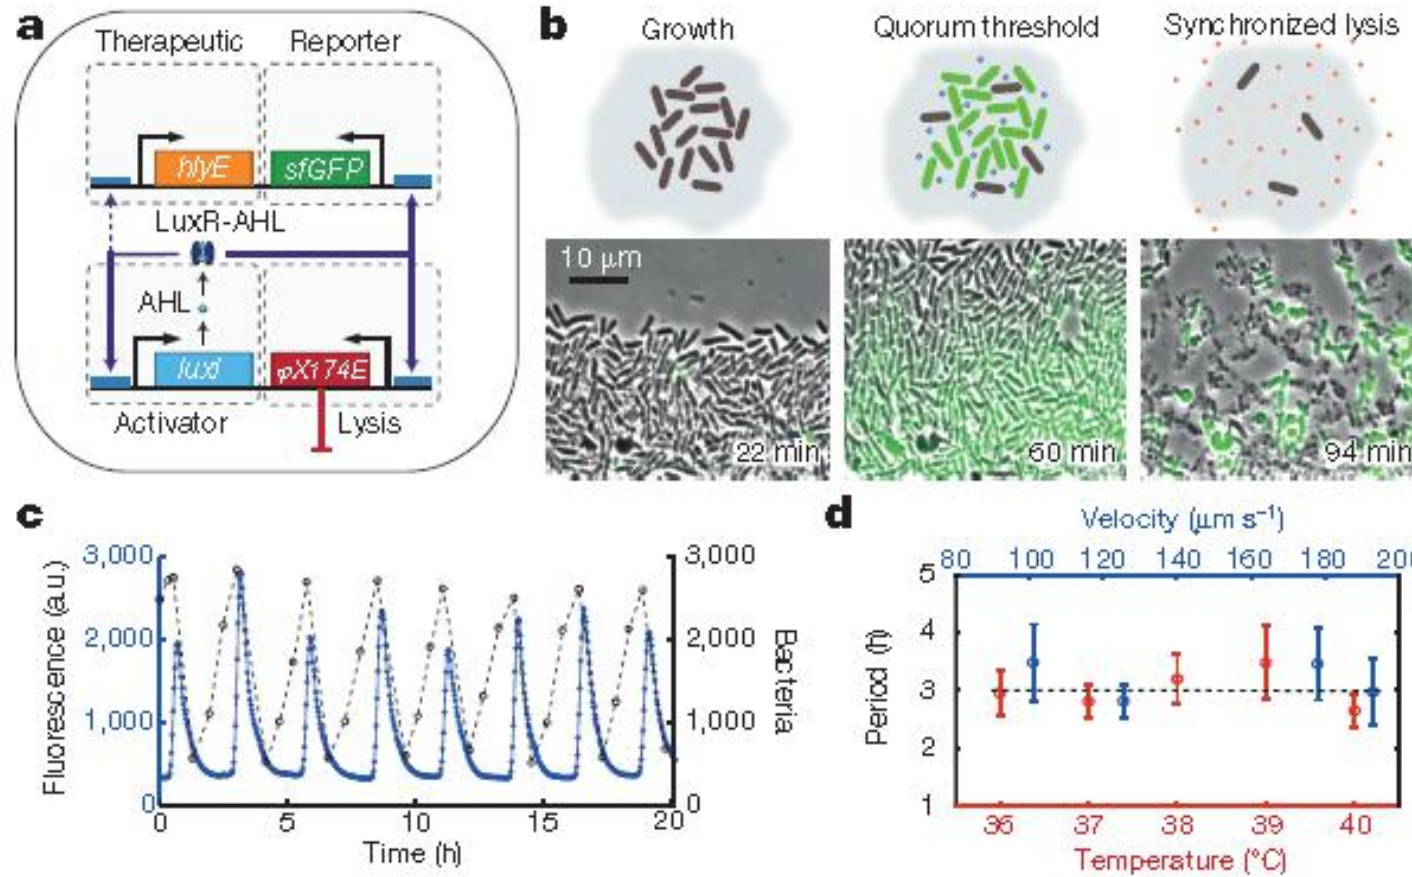 a
Therapeutic Reporter
hlyE sfGFP
LuxR-AHL
AHL
luxI φX174E
Activator Lysis
b
Growth Quorum threshold Synchronized lysis
10 μm
22 min 60 min 94 min
c
Fluorescence (a.u.)
3,000
2,000
1,000
0
3,000
2,000
1,000
0
Bacteria
0 5 10 15 20
Time (h)
d
Velocity (μm s⁻¹)
80 100 120 140 160 180 200
Period (h)
5
4
3
2
1
36 37 38 39 40
Temperature (°C)